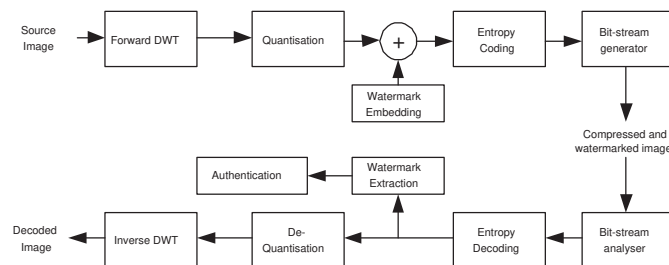 Source
Image
Forward DWT
Quantisation
+
Entropy
Coding
Bit-stream
generator
Watermark
Embedding
Compressed and
watermarked image
Authentication
Watermark
Extraction
Decoded
Image
Inverse DWT
De-
Quantisation
Entropy
Decoding
Bit-stream
analyser